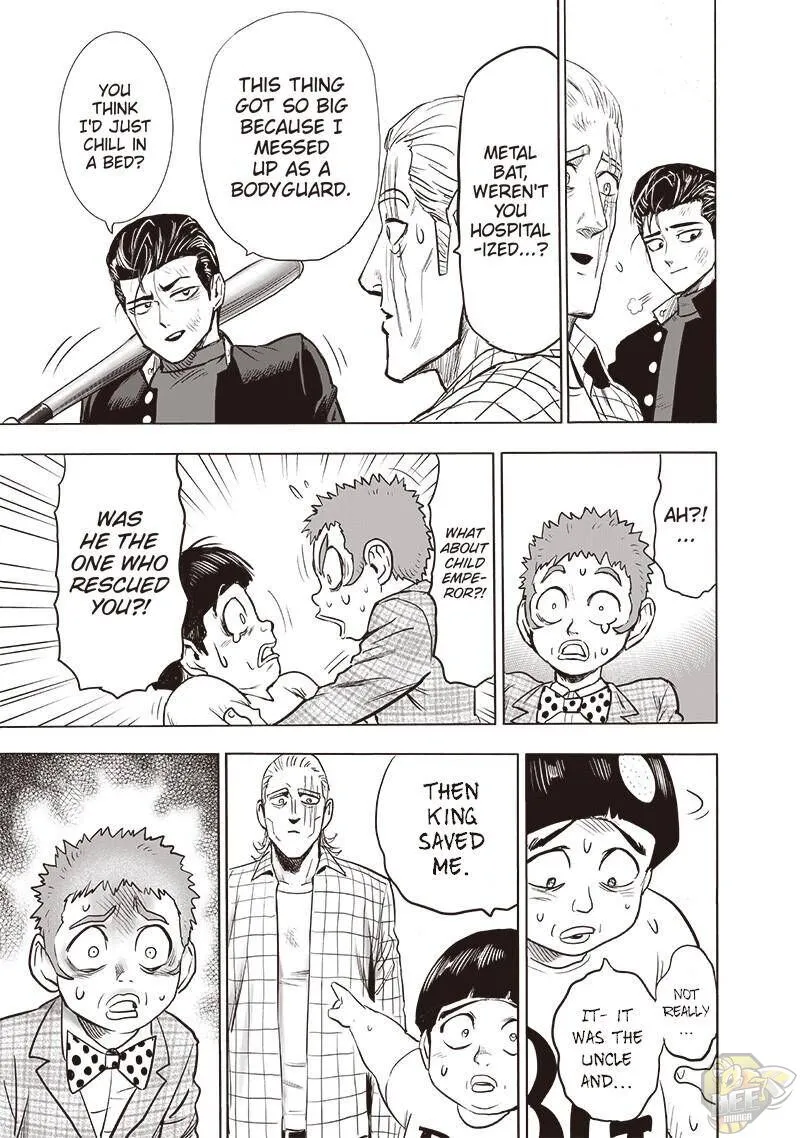 METAL
BAT,
WEREN'T
YOU
HOSPITAL
-IZED...?
THIS THING
GOT SO BIG
BECAUSE I
MESSED
UP AS A
BODYGUARD.
YOU
THINK
I'D JUST
CHILL IN
A BED?
AH?!
...
WHAT
ABOUT
CHILD
EMPE-
ROR?!
WAS
HE THE
ONE WHO
RESCUED
YOU?!
NOT
REALLY
...
IT- IT
WAS THE
UNCLE
AND...
THEN
KING
SAVED
ME.
MANGA